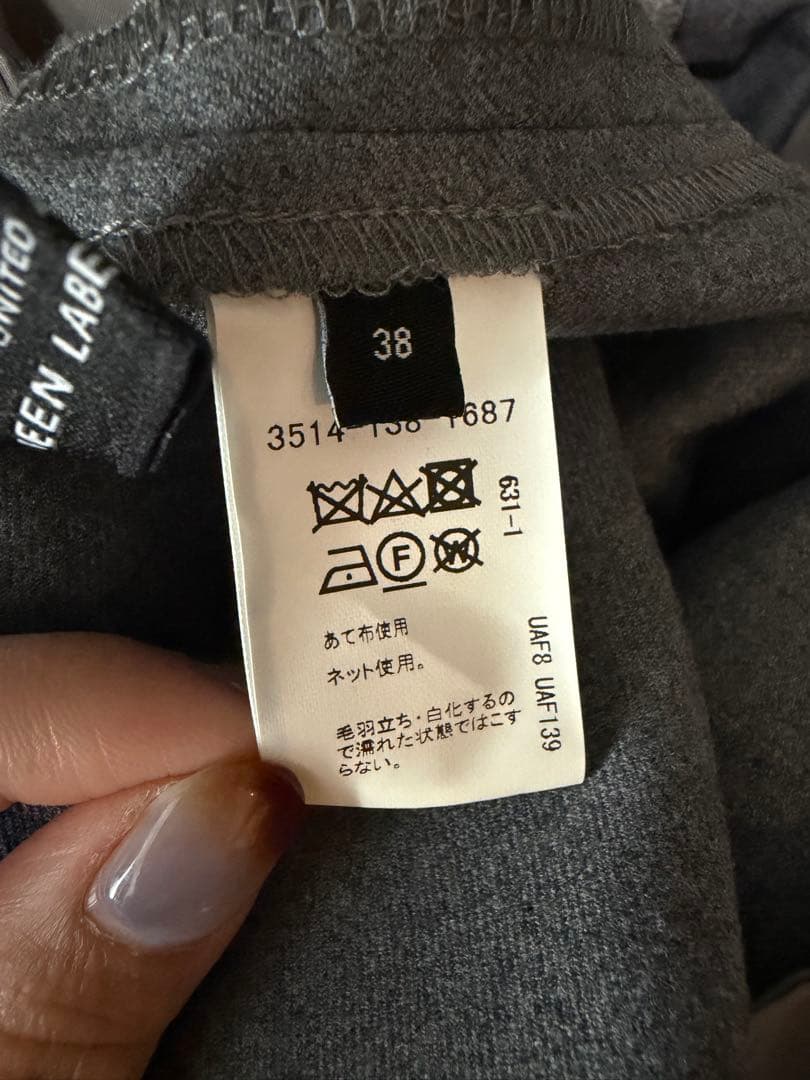 UNITED
EEN LABE
38
3514-138-1687
631-1
F
W
あて布使用
ネット使用。
毛羽立ち・白化するの
で濡れた状態ではこす
らない。
UAF8 UAF139